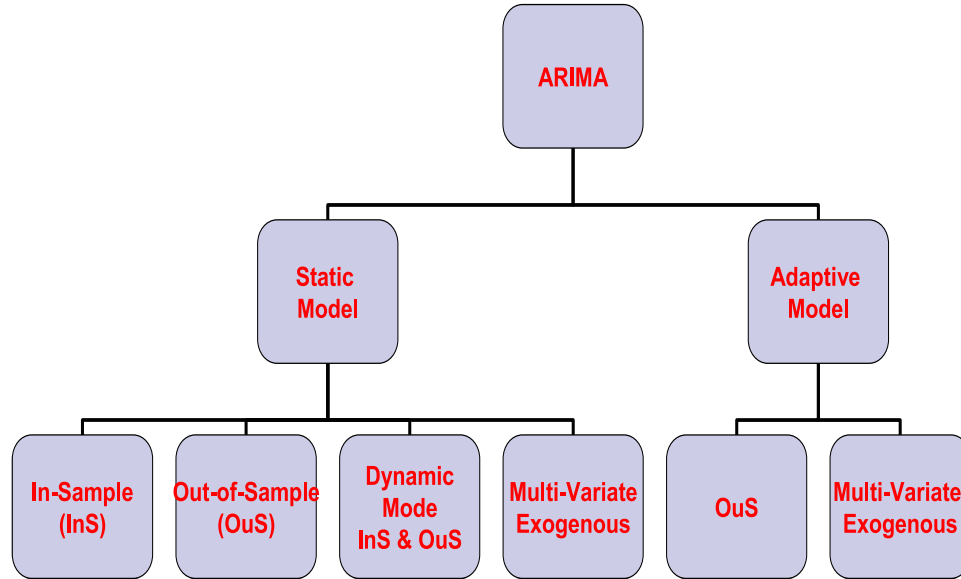 ARIMA
Static
Model
Adaptive
Model
In-Sample
(InS)
Out-of-Sample
(OuS)
Dynamic
Mode
InS & OuS
Multi-Variate
Exogenous
OuS
Multi-Variate
Exogenous